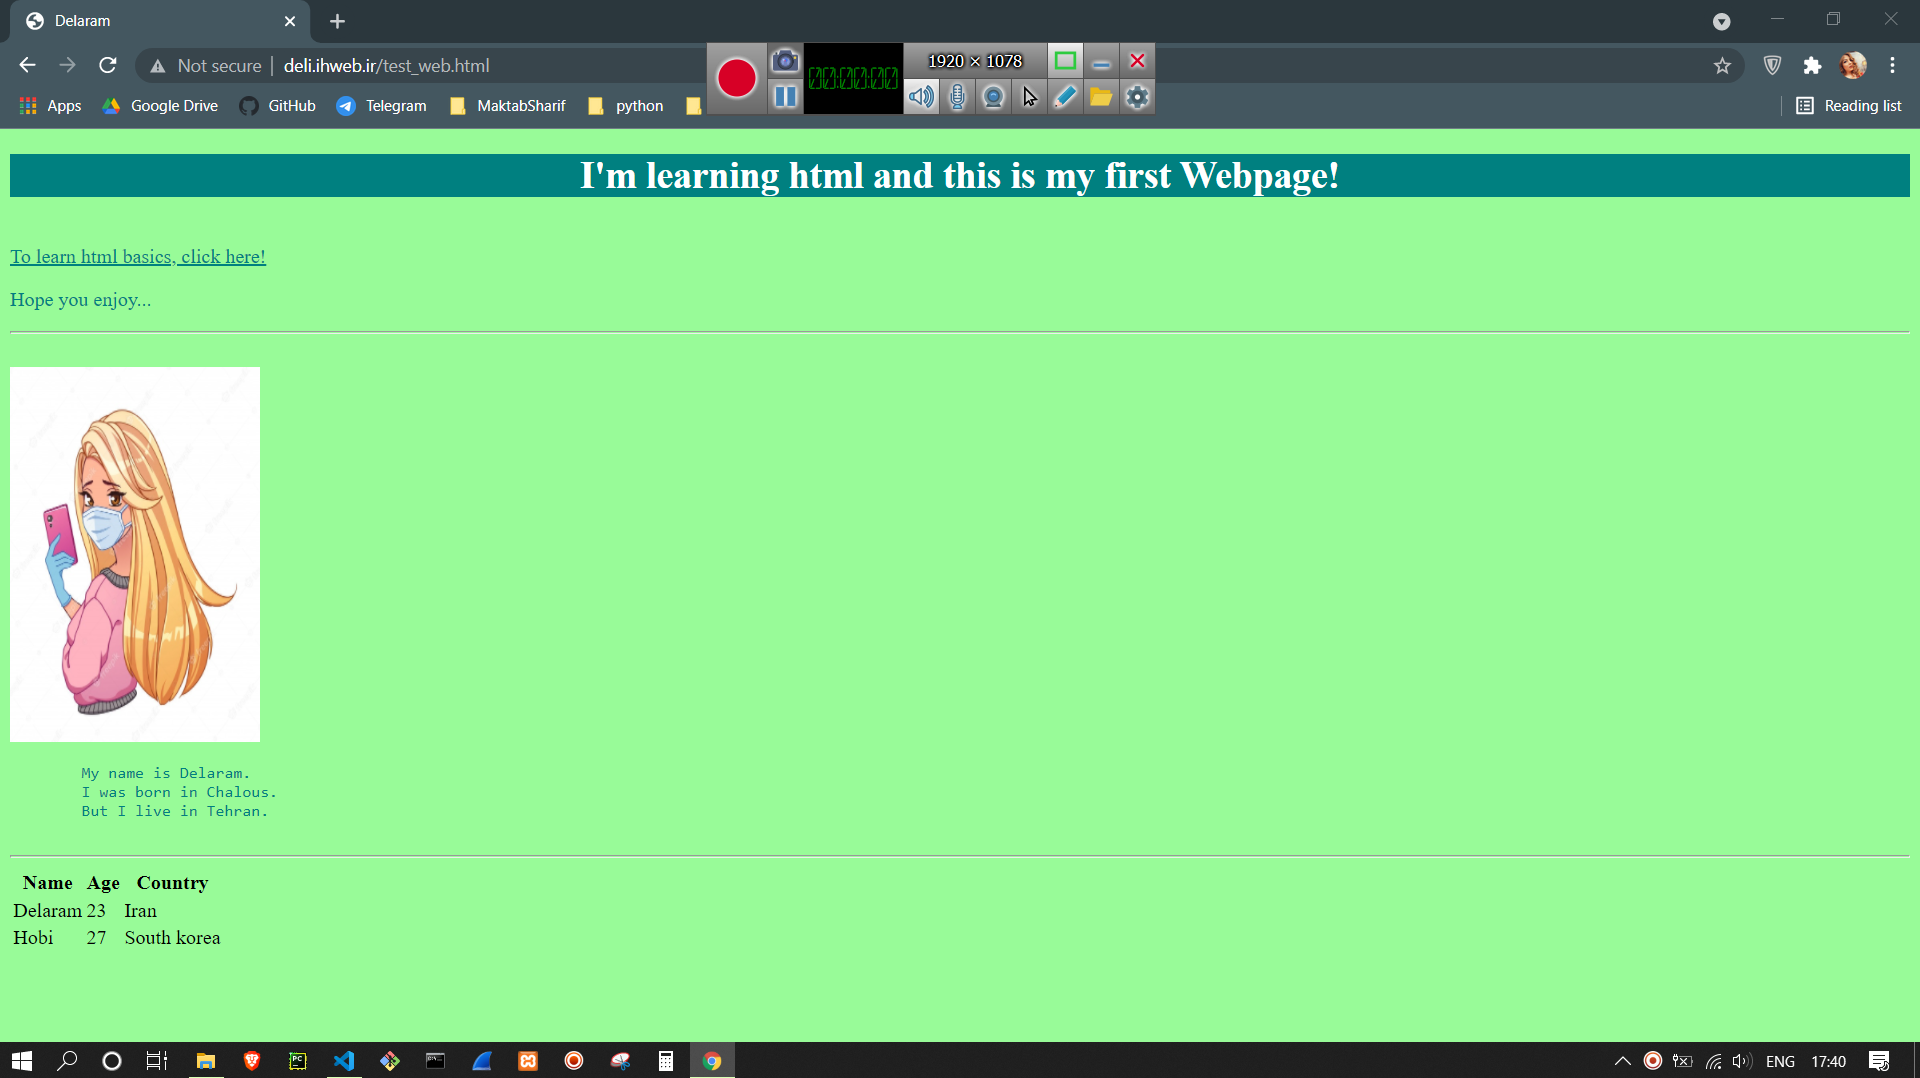 Delaram
Not secure deli.ihweb.ir/test_web.html
1920 × 1078
00:00:00
Apps Google Drive GitHub Telegram MaktabSharif python Reading list
I'm learning html and this is my first Webpage!
To learn html basics, click here!
Hope you enjoy...
My name is Delaram.
I was born in Chalous.
But I live in Tehran.
Name Age Country
Delaram 23 Iran
Hobi 27 South korea
ENG 17:40